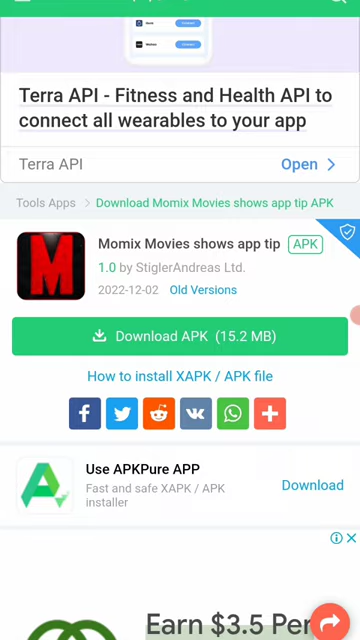 Terra API - Fitness and Health API to
connect all wearables to your app
Terra API
Open
Tools Apps > Download Momix Movies shows app tip APK
M
Momix Movies shows app tip APK
1.0 by StiglerAndreas Ltd.
2022-12-02 Old Versions
Download APK (15.2 MB)
How to install XAPK / APK file
Use APKPure APP
Fast and safe XAPK / APK
installer
Download
Earn $3.5 Per